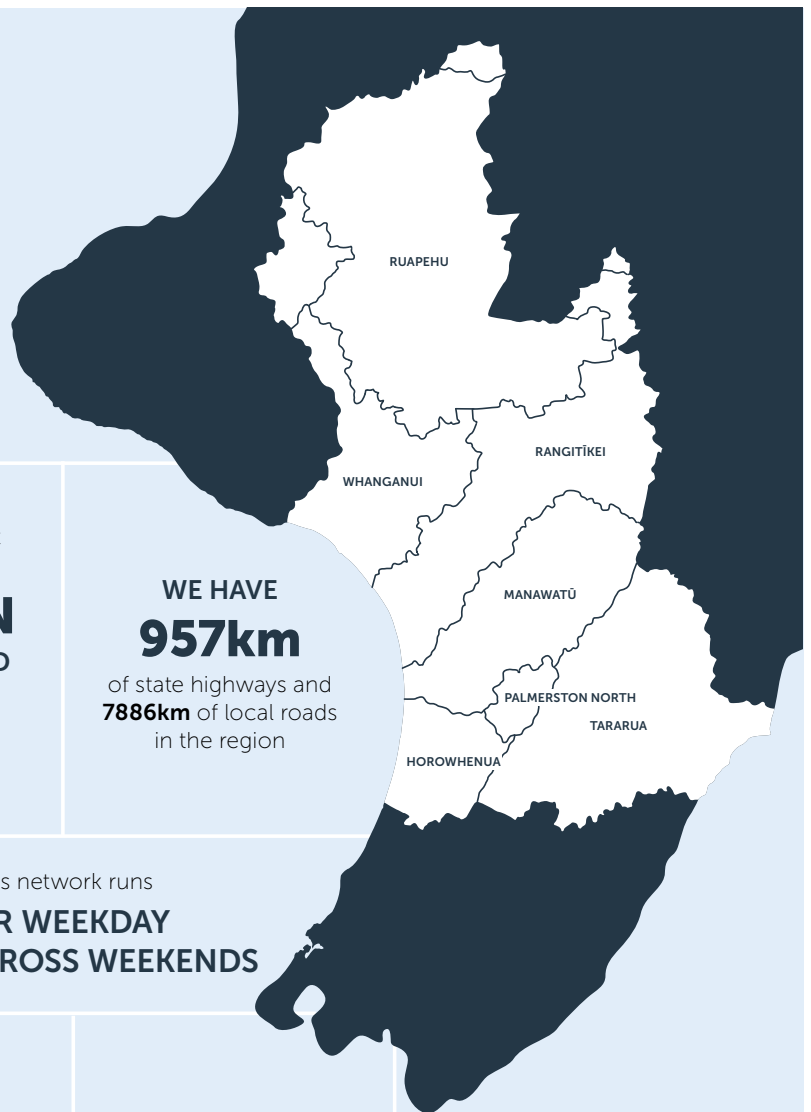 RUAPEHU
RANGITĪKEI
WHANGANUI
WE HAVE
957km
of state highways and
7886km of local roads
in the region
MANAWATŪ
PALMERSTON NORTH
TARARUA
HOROWHENUA
network runs
WEEKDAY
WEEKENDS